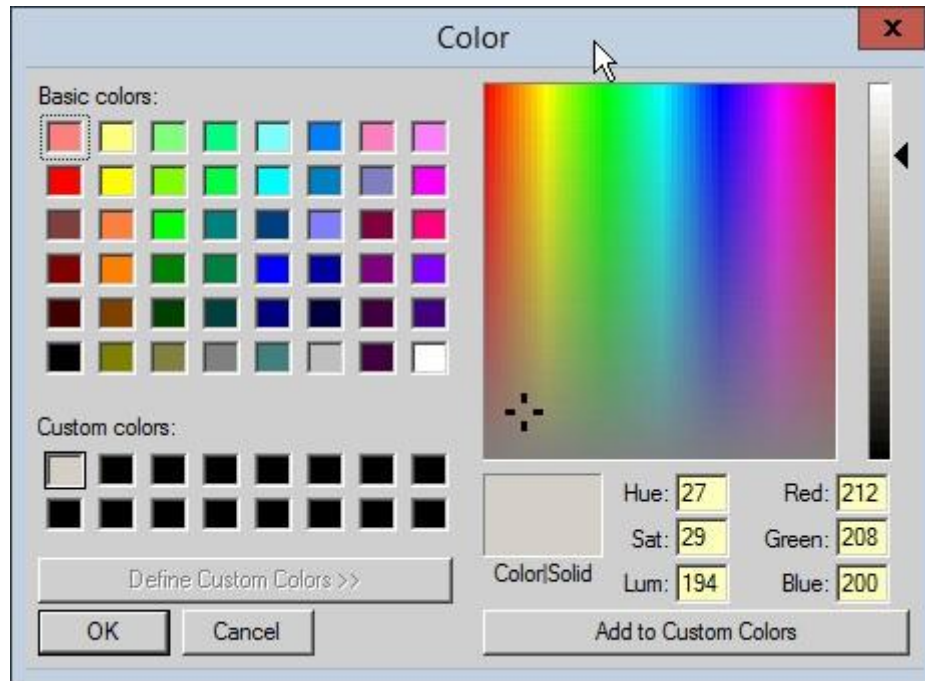 Color
x
Basic colors:
Custom colors:
Define Custom Colors >>
OK Cancel
Color|Solid
Hue: 27 Red: 212
Sat: 29 Green: 208
Lum: 194 Blue: 200
Add to Custom Colors